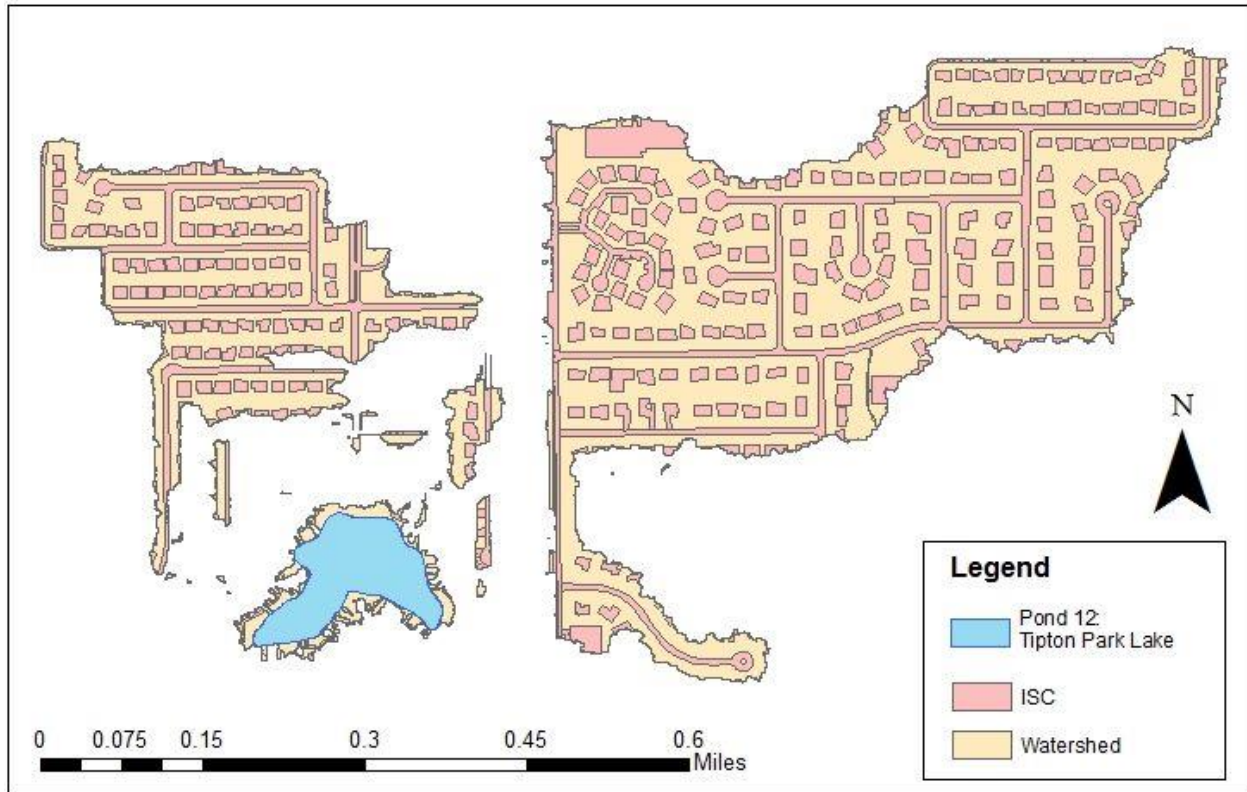 N
Legend
Pond 12:
Tipton Park Lake
ISC
Watershed
0 0.075 0.15 0.3 0.45 0.6
Miles